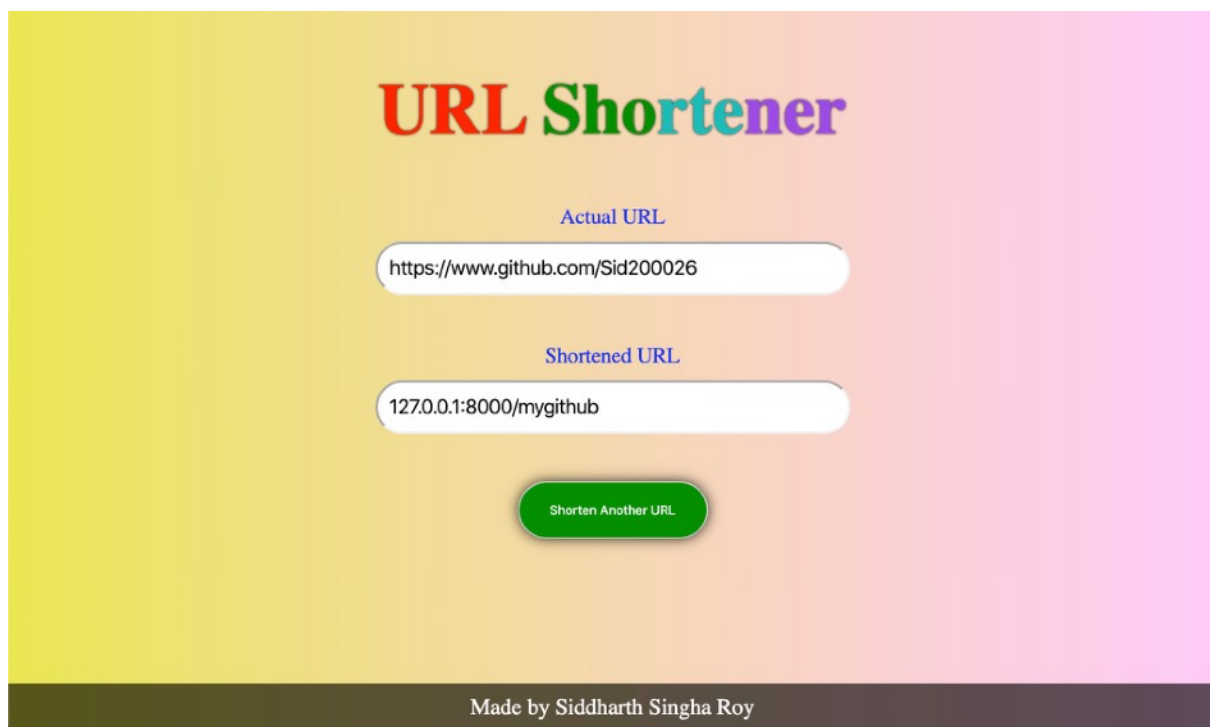 URL Shortener
Actual URL
https://www.github.com/Sid200026
Shortened URL
127.0.0.1:8000/mygithub
Shorten Another URL
Made by Siddharth Singha Roy